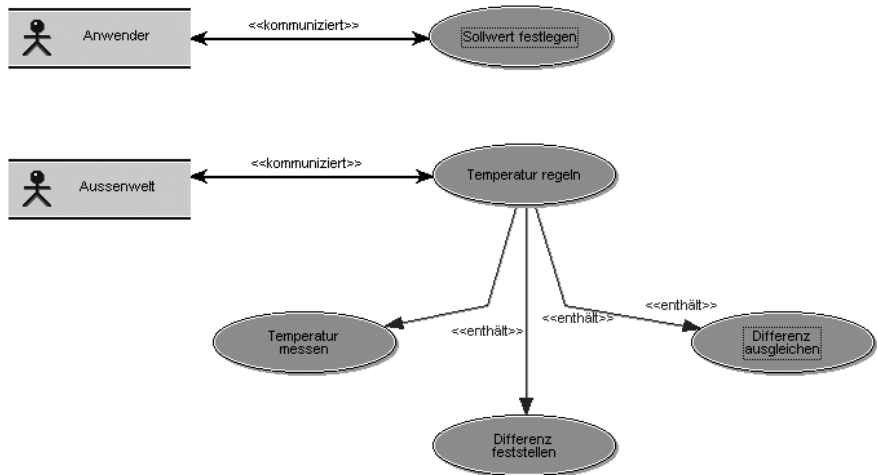 <<kommuniziert>>
Anwender
Sollwert festlegen
<<kommuniziert>>
Aussenwelt
Temperatur regeln
<<enthält>>
<<enthält>>
<<enthält>>
Temperatur
messen
Differenz
ausgleichen
Differenz
feststellen